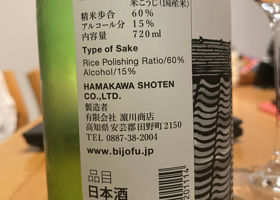 米こうじ(国産米)
精米歩合 60%
アルコール分 15%
内容量 720ml
Type of Sake
Rice Polishing Ratio/60%
Alcohol/15%
HAMAKAWA SHOTEN
CO.,LTD.
製造者
有限会社 濵川商店
高知県安芸郡田野町2150
TEL 0887-38-2004
www.bijofu.jp
品目
日本酒
201114